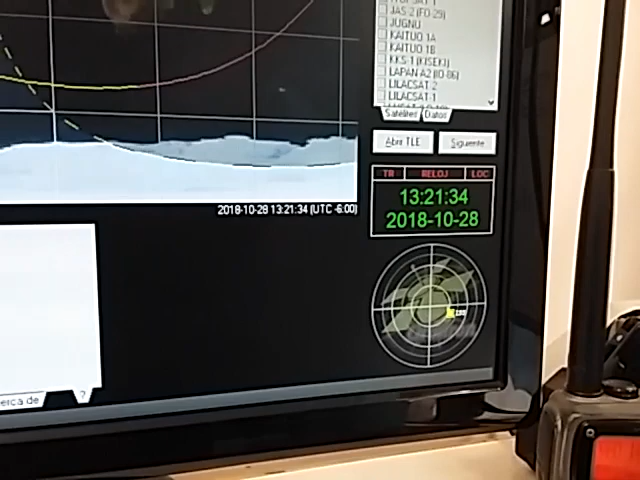 JAS-2 (FO-29)
JUGNU
KAITUO 1A
KAITUO 1B
KKS-1 (KISEKI)
LAPAN A2 (IO-86)
LILACSAT-2
LILACSAT-1
Satélites Datos
Abrir TLE Siguiente
TR RELOJ LOC
13:21:34
2018-10-28
2018-10-28 13:21:34 (UTC -6.00)
ISS
erca de ?